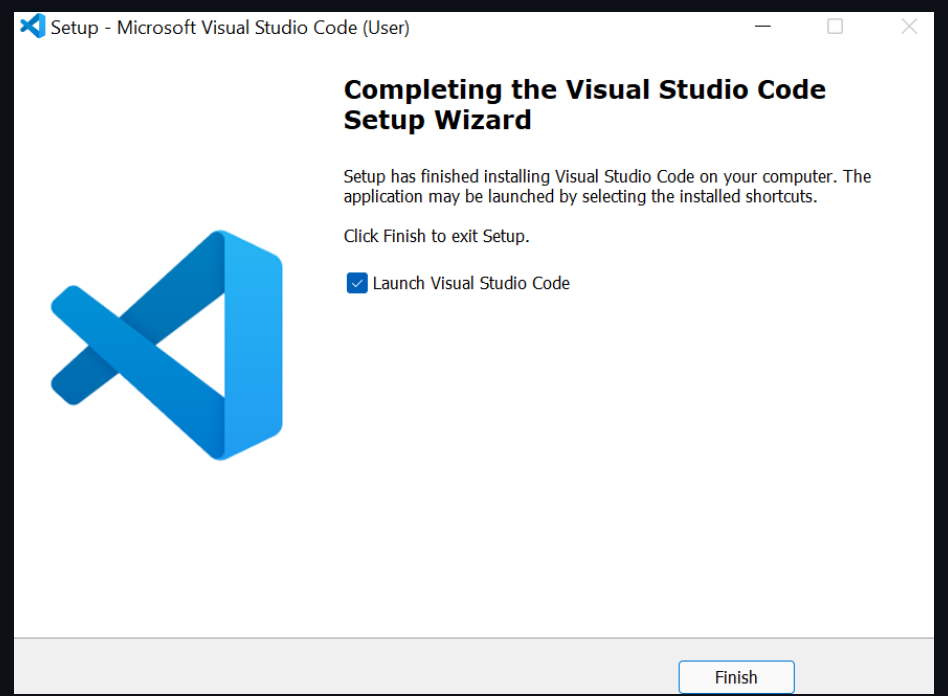 Setup - Microsoft Visual Studio Code (User)
Completing the Visual Studio Code
Setup Wizard
Setup has finished installing Visual Studio Code on your computer. The
application may be launched by selecting the installed shortcuts.
Click Finish to exit Setup.
Launch Visual Studio Code
Finish